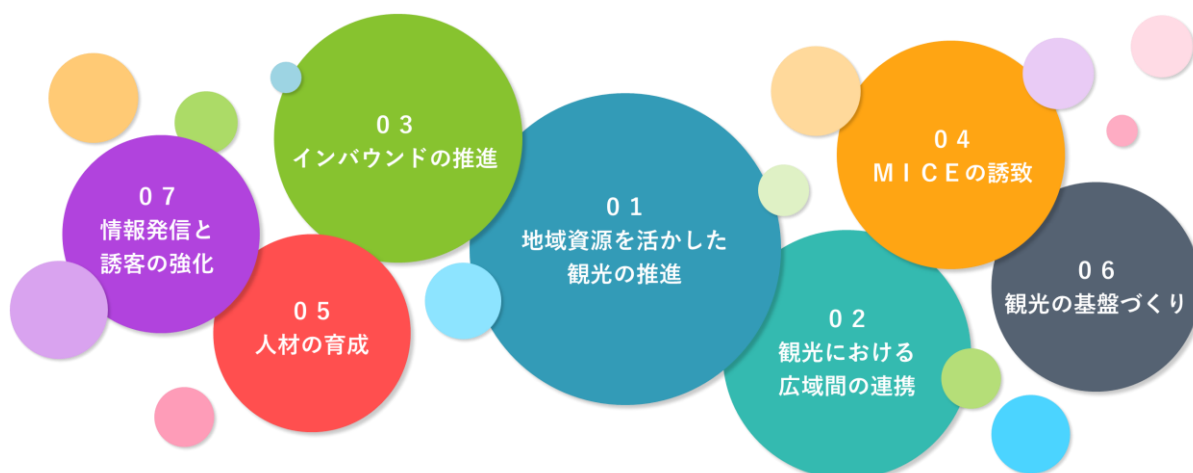 ０１
地域資源を活かした
観光の推進
０２
観光における
広域間の連携
０３
インバウンドの推進
０４
ＭＩＣＥの誘致
０５
人材の育成
０６
観光の基盤づくり
０７
情報発信と
誘客の強化